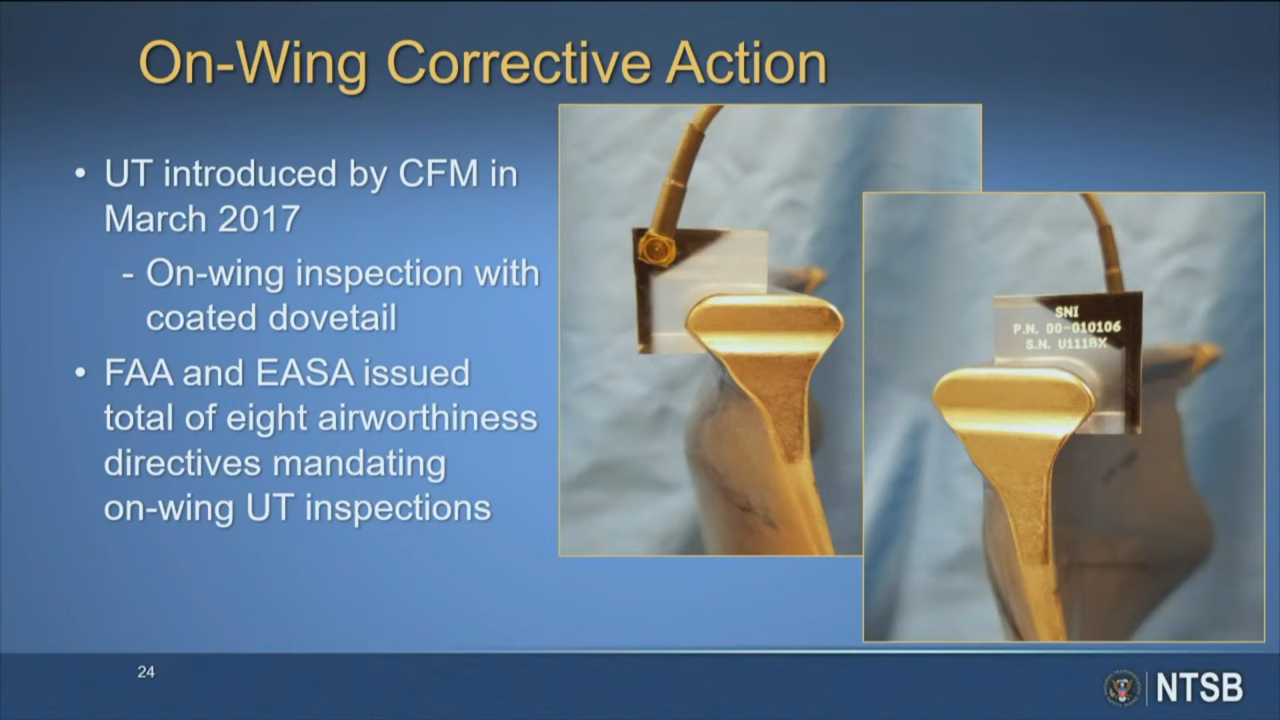 On-Wing Corrective Action
• UT introduced by CFM in
March 2017
- On-wing inspection with
coated dovetail
• FAA and EASA issued
total of eight airworthiness
directives mandating
on-wing UT inspections
SNI
P.N. 00-010106
S.N. U111BX
24
NTSB